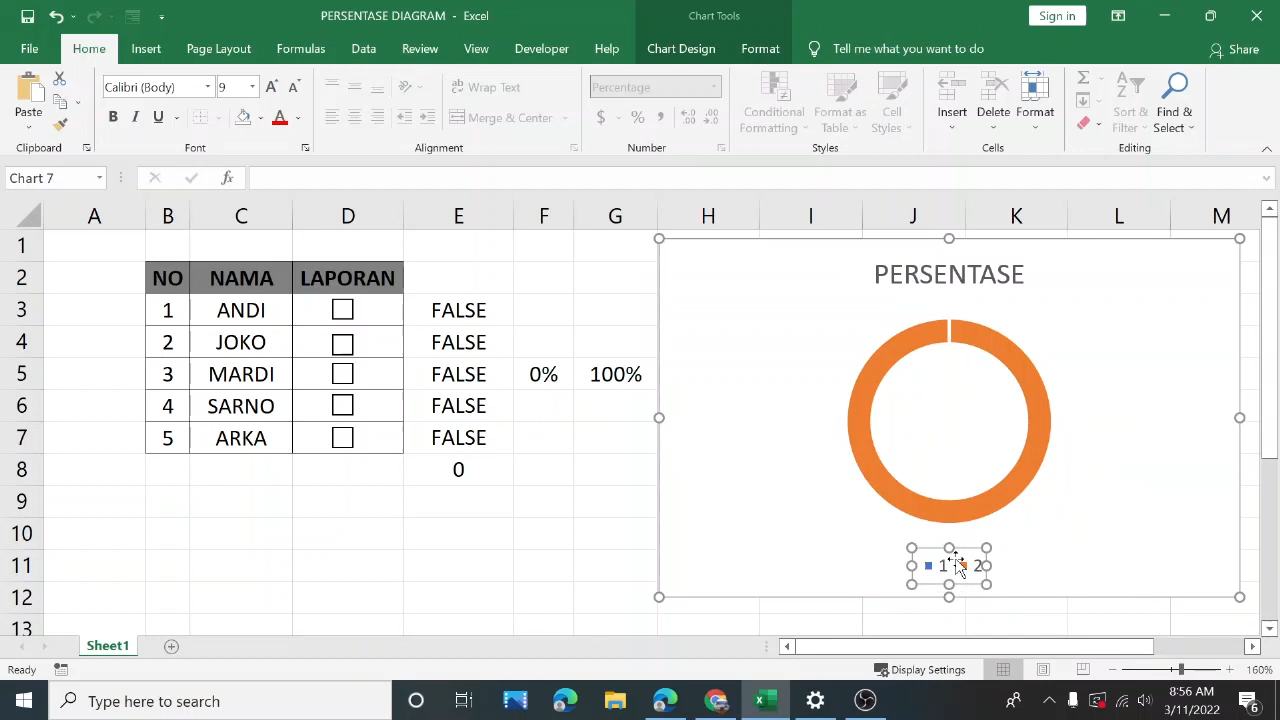 PERSENTASE DIAGRAM - Excel
Chart Tools
Sign in
File Home Insert Page Layout Formulas Data Review View Developer Help Chart Design Format Tell me what you want to do Share
Paste
Calibri (Body) 9
B I U A
Wrap Text
Merge & Center
Percentage
$ % ,
Conditional Formatting
Format as Table
Cell Styles
Insert Delete Format
Sort & Filter
Find & Select
Clipboard Font Alignment Number Styles Cells Editing
Chart 7 fx
A B C D E F G H I J K L M
1
2 NO NAMA LAPORAN
3 1 ANDI FALSE
4 2 JOKO FALSE
5 3 MARDI FALSE 0% 100%
6 4 SARNO FALSE
7 5 ARKA FALSE
8 0
9
10
11
12
13
PERSENTASE
1 2
Sheet1
Ready Display Settings 160%
Type here to search
8:56 AM
3/11/2022
6